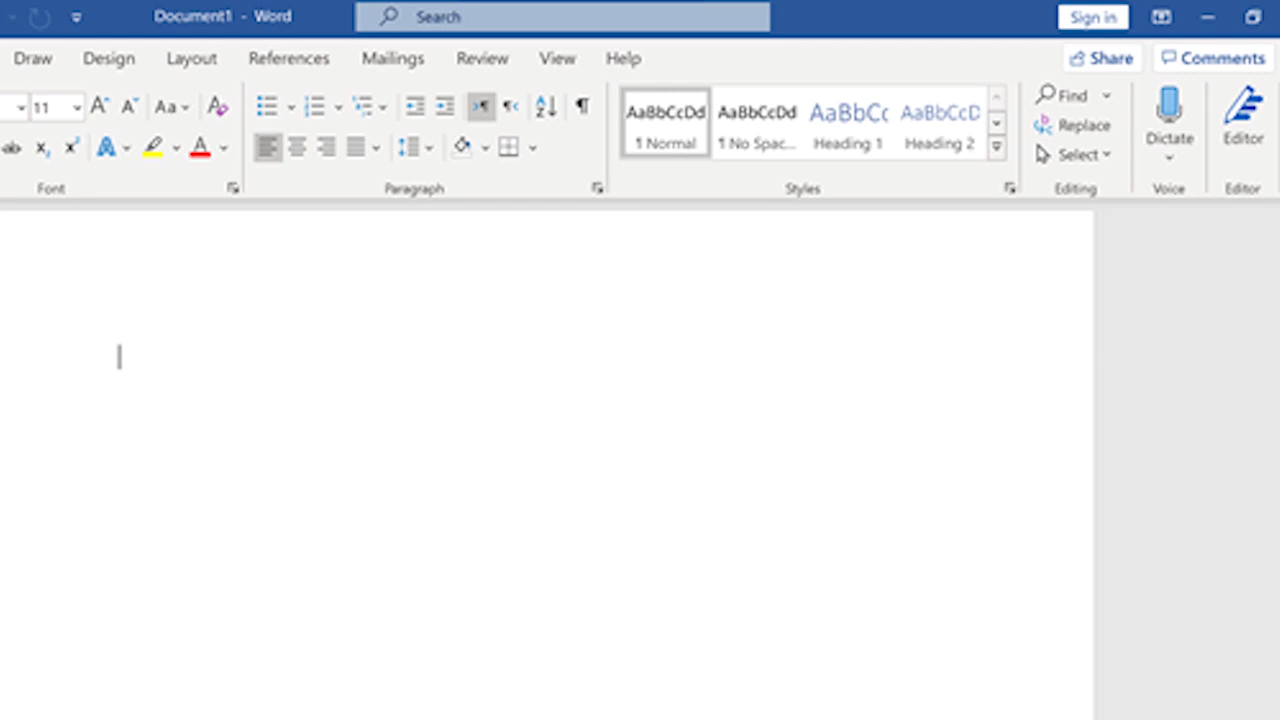 Document1 - Word
Search
Sign in
Draw Design Layout References Mailings Review View Help
Share Comments
11 Aa
AaBbCcDd AaBbCcDd AaBbCc AaBbCcD
¶ Normal ¶ No Spac... Heading 1 Heading 2
Find
Replace
Select
Dictate
Editor
Font Paragraph Styles Editing Voice Editor